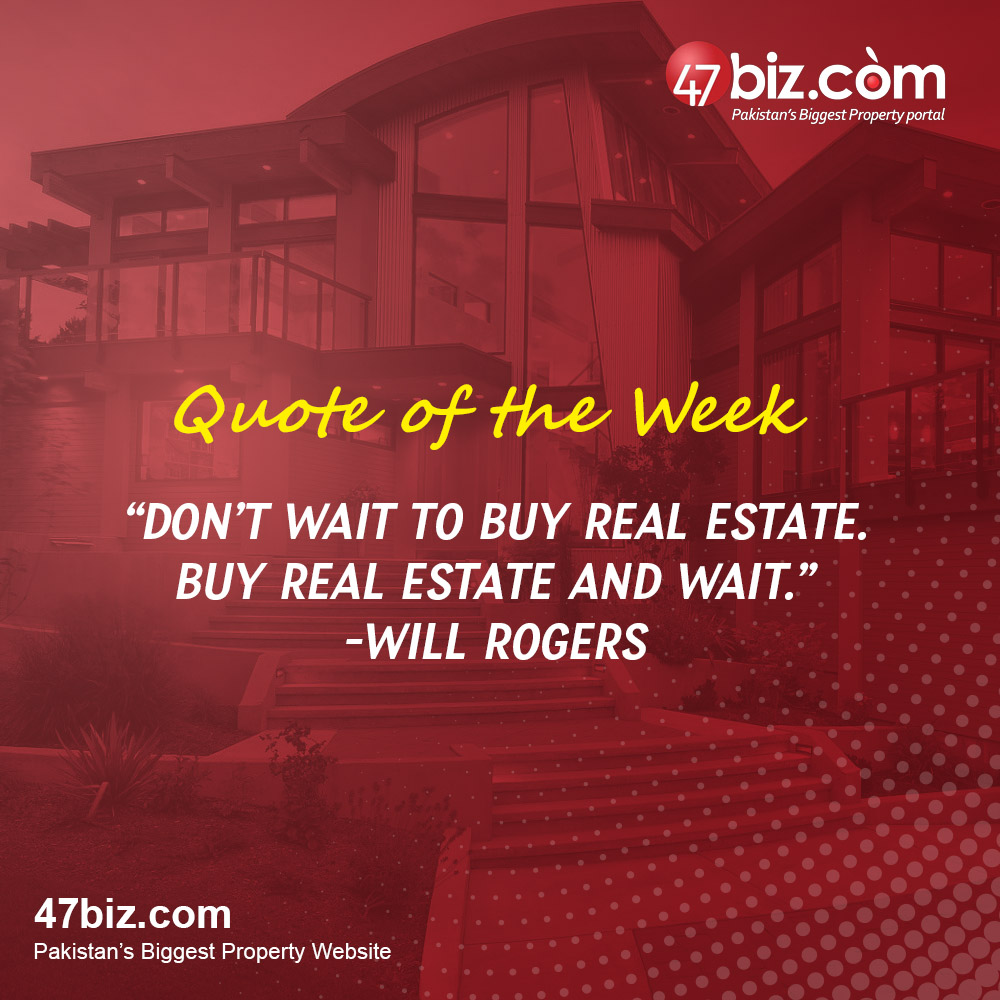 47biz.còm
Pakistan's Biggest Property portal
Quote of the Week
“DON’T WAIT TO BUY REAL ESTATE.
BUY REAL ESTATE AND WAIT.”
-WILL ROGERS
47biz.com
Pakistan’s Biggest Property Website